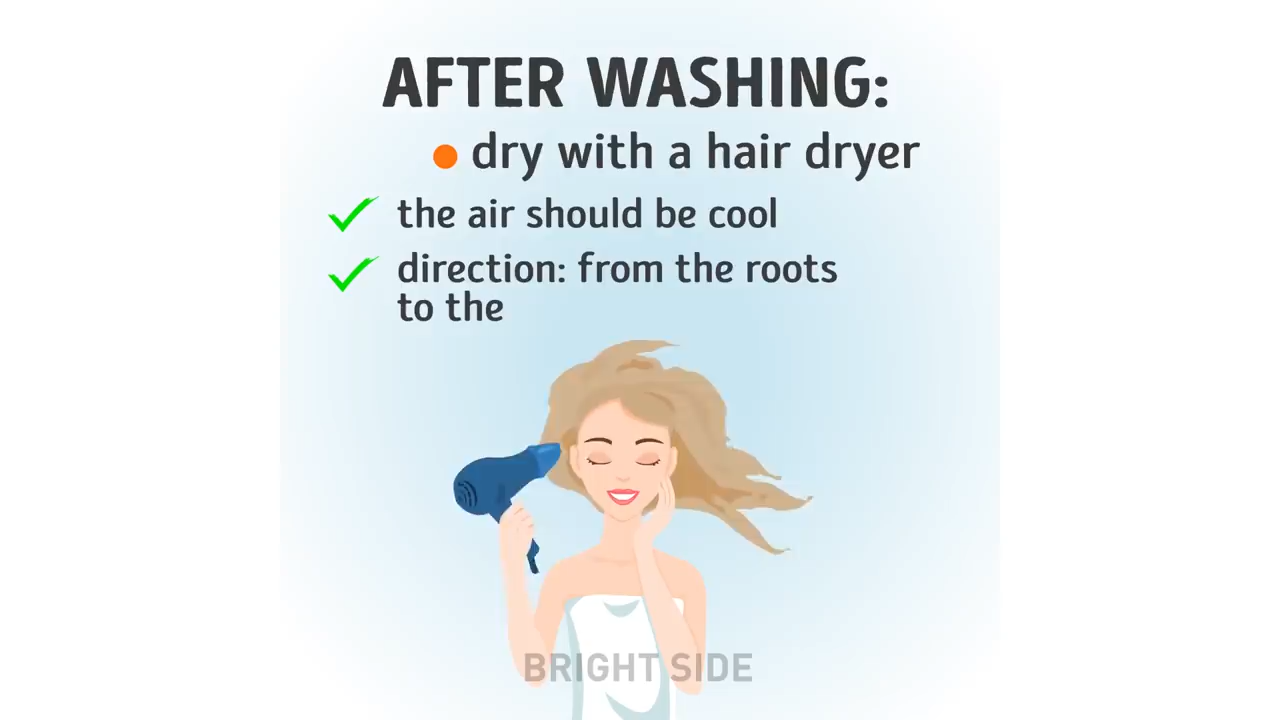 AFTER WASHING:
dry with a hair dryer
the air should be cool
direction: from the roots
to the
BRIGHT SIDE